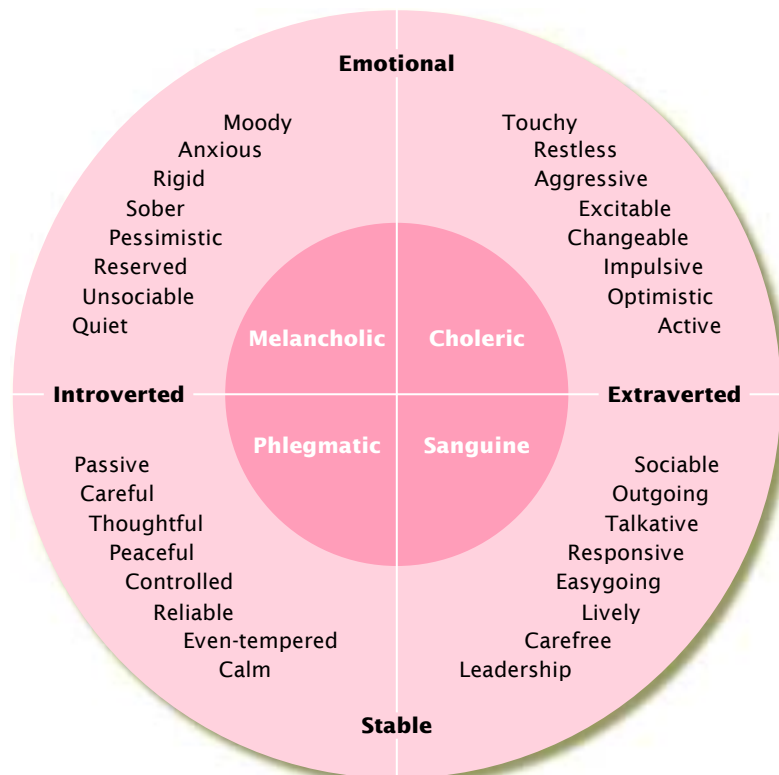 Emotional
Moody
Anxious
Rigid
Sober
Pessimistic
Reserved
Unsociable
Quiet
Touchy
Restless
Aggressive
Excitable
Changeable
Impulsive
Optimistic
Active
Melancholic
Choleric
Introverted
Extraverted
Phlegmatic
Sanguine
Passive
Careful
Thoughtful
Peaceful
Controlled
Reliable
Even-tempered
Calm
Sociable
Outgoing
Talkative
Responsive
Easygoing
Lively
Carefree
Leadership
Stable